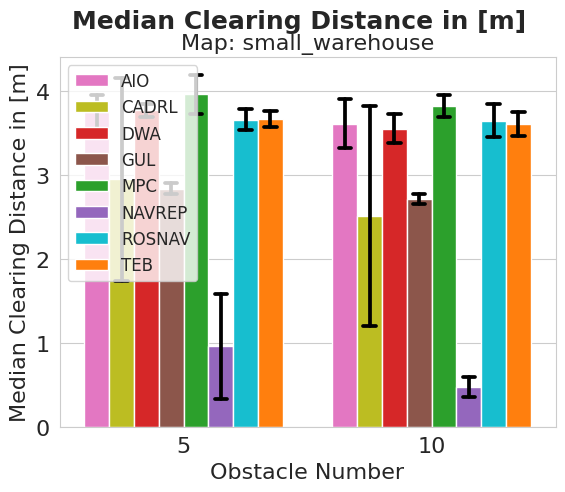 Median Clearing Distance in [m]
Map: small_warehouse
Median Clearing Distance in [m]
4
3
2
1
0
AIO
CADRL
DWA
GUL
MPC
NAVREP
ROSNAV
TEB
5
10
Obstacle Number